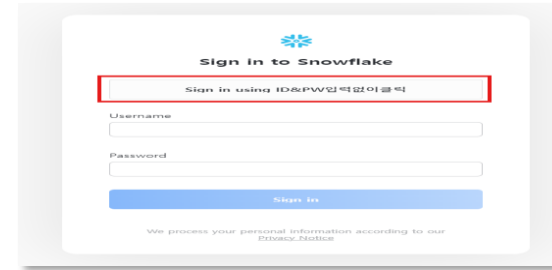 Sign in to Snowflake
Sign in using ID&PW입력없이클릭
Username
Password
Sign in
We process your personal information according to our
Privacy Notice